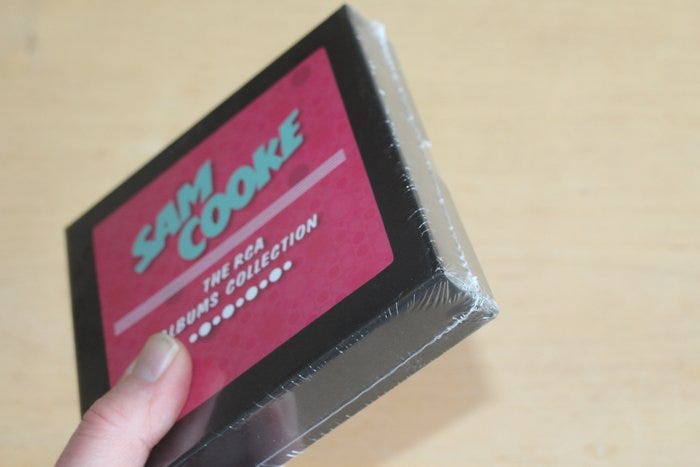 SAM
COOKE
THE RCA
ALBUMS COLLECTION